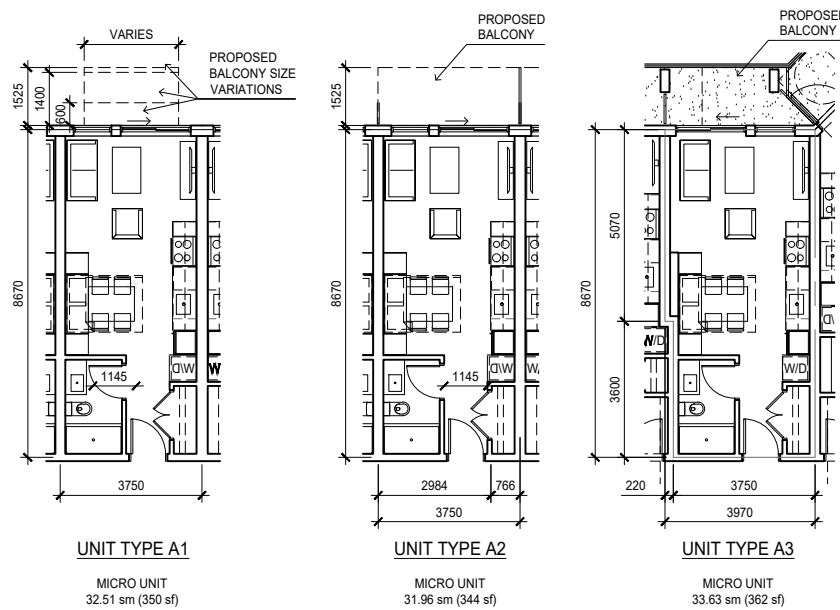 VARIES
PROPOSED
BALCONY SIZE
VARIATIONS
1525
1400
600
8670
1145
W/D
W
3750
UNIT TYPE A1
MICRO UNIT
32.51 sm (350 sf)
PROPOSED
BALCONY
1525
8670
1145
W/D
W/
2984
766
3750
UNIT TYPE A2
MICRO UNIT
31.96 sm (344 sf)
PROPOSED
BALCONY
8670
5070
3600
W/D
W/D
220
3750
3970
UNIT TYPE A3
MICRO UNIT
33.63 sm (362 sf)